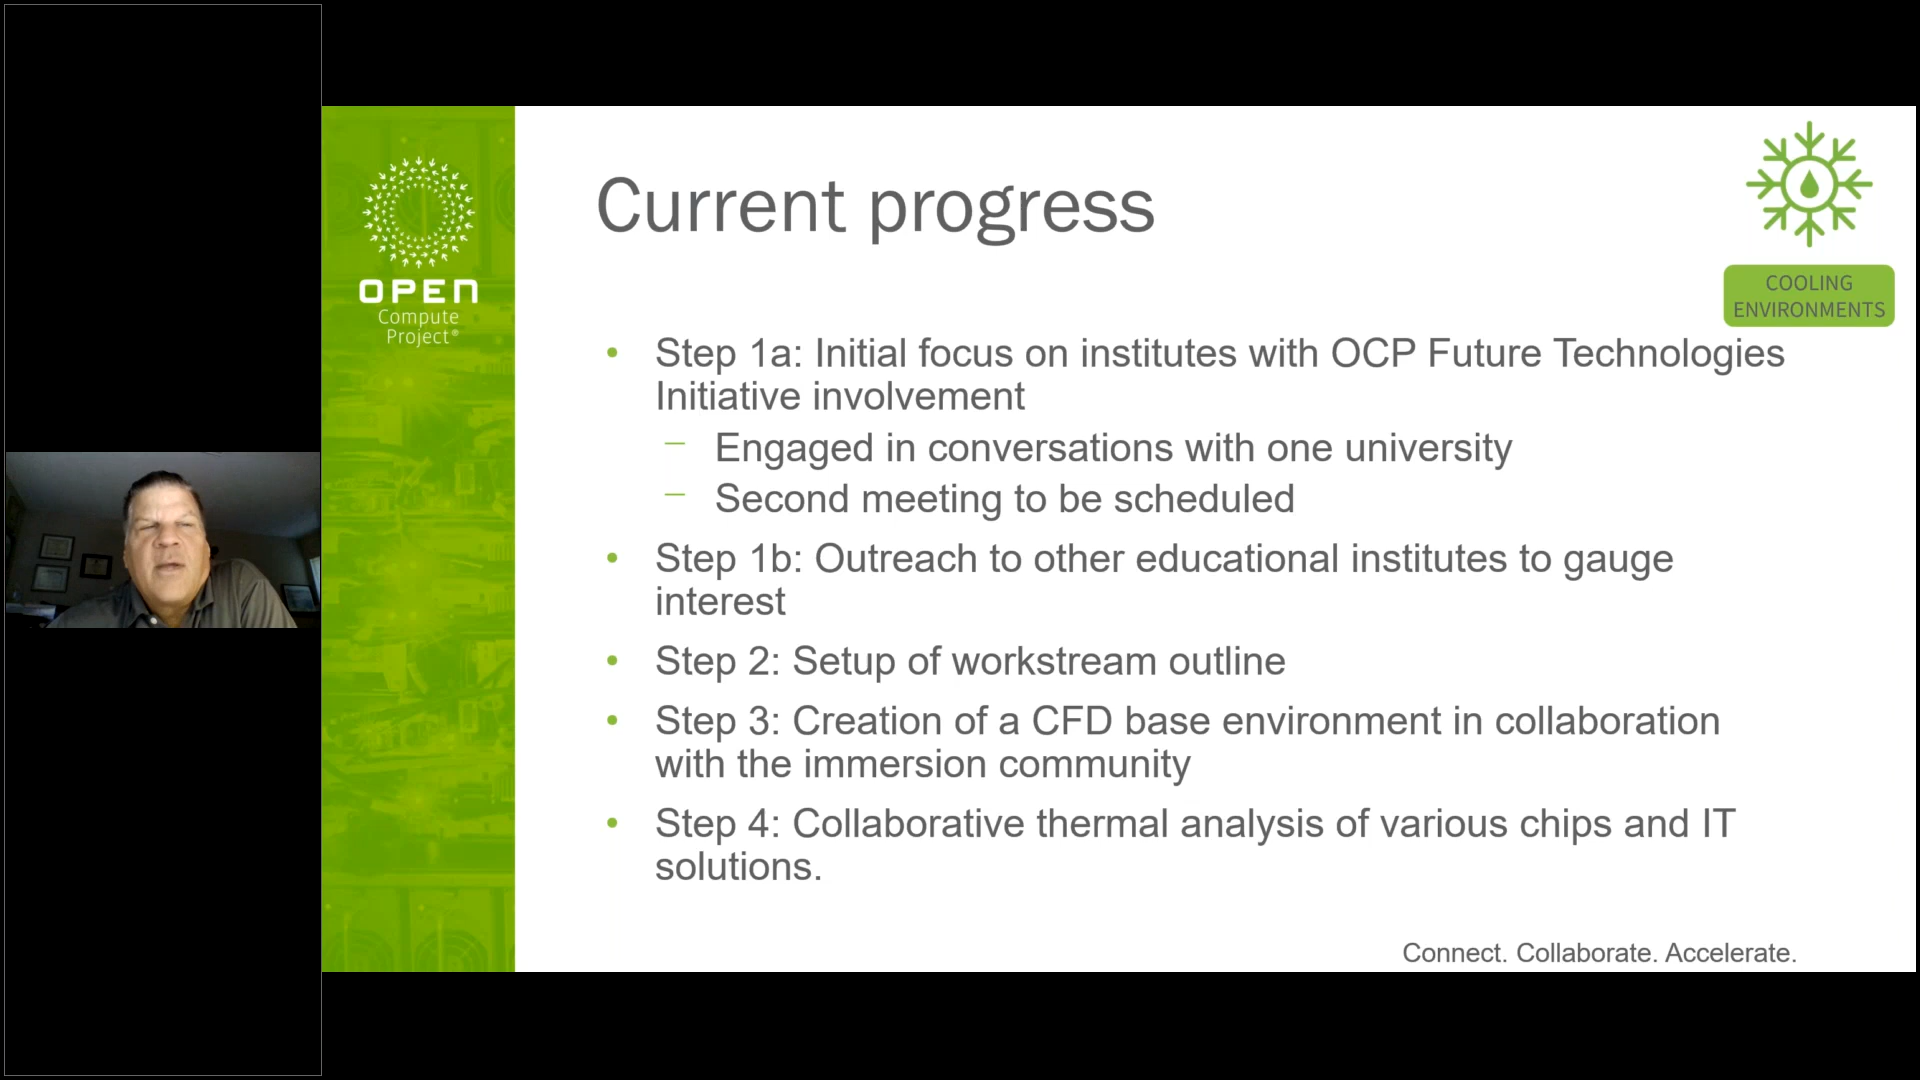 OPEN
Compute
Project®
Current progress
COOLING
ENVIRONMENTS
• Step 1a: Initial focus on institutes with OCP Future Technologies
Initiative involvement
– Engaged in conversations with one university
– Second meeting to be scheduled
• Step 1b: Outreach to other educational institutes to gauge
interest
• Step 2: Setup of workstream outline
• Step 3: Creation of a CFD base environment in collaboration
with the immersion community
• Step 4: Collaborative thermal analysis of various chips and IT
solutions.
Connect. Collaborate. Accelerate.